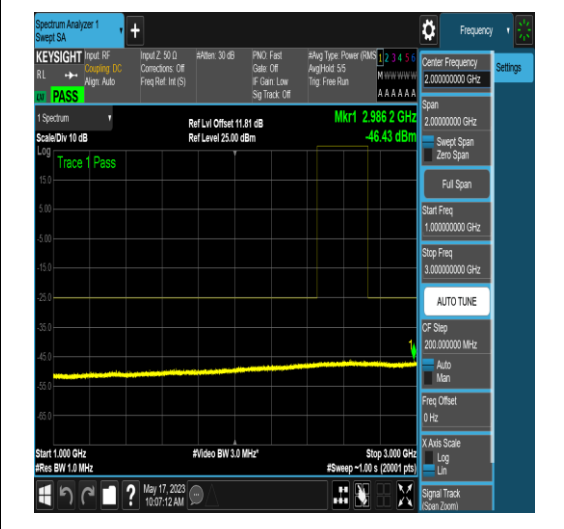 Spectrum Analyzer 1
Swept SA
+
Frequency
KEYSIGHT
Input: RF
Coupling: DC
Align: Auto
Input Z: 50 Ω
Corrections: Off
Freq Ref: Int (S)
#Atten: 30 dB
PNO: Fast
Gate: Off
IF Gain: Low
Sig Track: Off
#Avg Type: Power (RMS
Avg|Hold: 5/5
Trig: Free Run
1 2 3 4 5 6
M w w w w w
A A A A A A
RL
PASS
1 Spectrum
Scale/Div 10 dB
Ref Lvl Offset 11.81 dB
Ref Level 25.00 dBm
Mkr1 2.986 2 GHz
-46.43 dBm
Log
Trace 1 Pass
15.0
5.00
-5.00
-15.0
-25.0
-35.0
-45.0
-55.0
-65.0
1
Start 1.000 GHz
#Res BW 1.0 MHz
#Video BW 3.0 MHz*
Stop 3.000 GHz
#Sweep ~1.00 s (20001 pts)
May 17, 2023
10:07:12 AM
?
Center Frequency
2.000000000 GHz
Settings
Span
Swept Span
Zero Span
Full Span
Start Freq
1.000000000 GHz
Stop Freq
3.000000000 GHz
AUTO TUNE
CF Step
200.000000 MHz
Auto
Man
Freq Offset
0 Hz
X Axis Scale
Log
Lin
Signal Track
(Span Zoom)